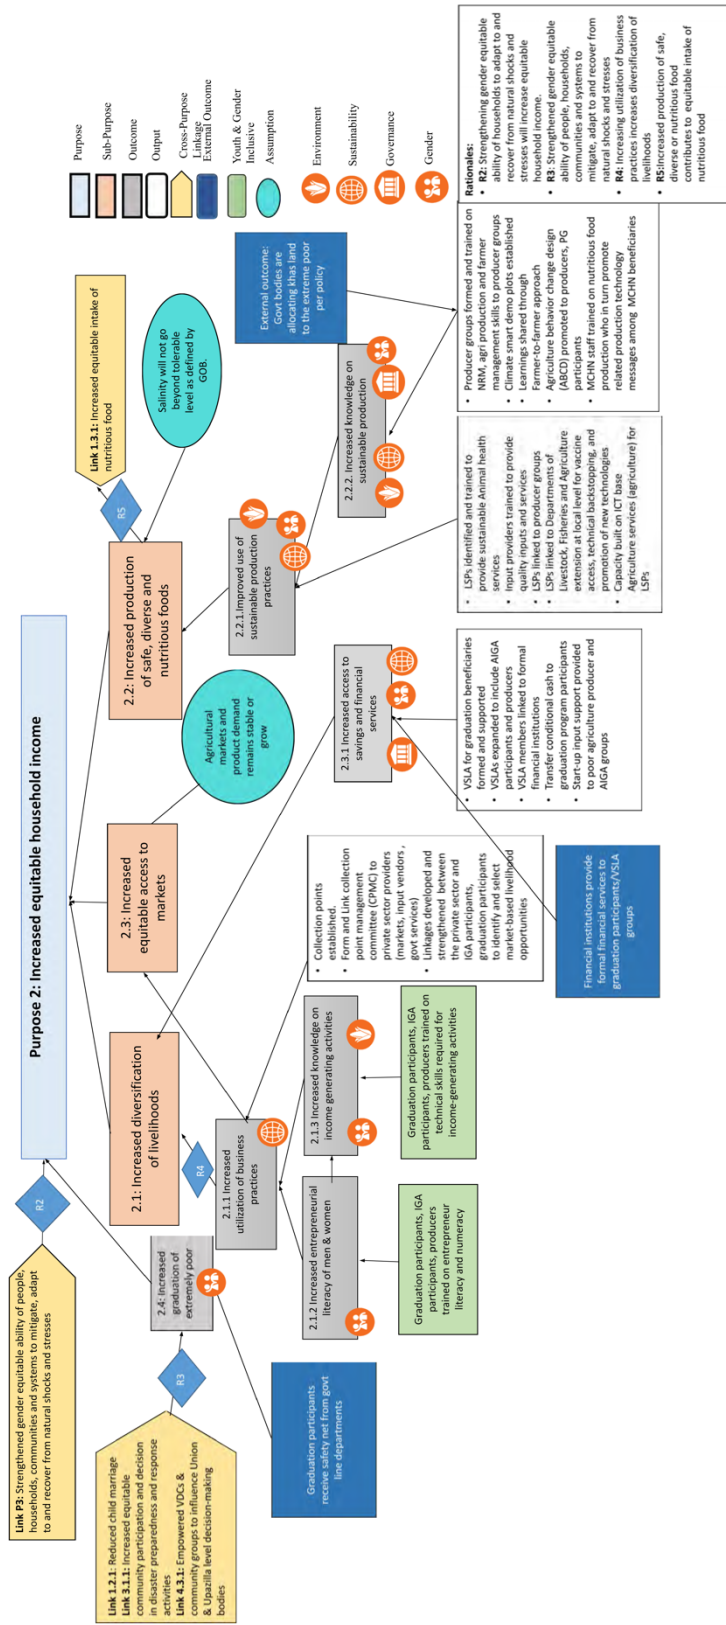 Purpose 2: Increased equitable household income
Link P3: Strengthened gender equitable ability of people,
households, communities and systems to mitigate, adapt
to and recover from natural shocks and stresses
R2
Link 1.2.1: Reduced child marriage
Link 3.1.1: Increased equitable
community participation and decision
in disaster preparedness and response
activities
Link 4.3.1: Empowered VDCs &
community groups to influence Union
& Upazilla level decision-making
bodies
R3
2.4: Increased
graduation of
extremely poor
Graduation participants
receive safety net from govt
line departments
2.1: Increased diversification
of livelihoods
R4
2.1.1 Increased
utilization of business
practices
2.1.2 Increased entrepreneurial
literacy of men & women
2.1.3 Increased knowledge on
income generating activities
Graduation participants, IGA
participants, producers
trained on entrepreneur
literacy and numeracy
Graduation participants, IGA
participants, producers trained on
technical skills required for
income-generating activities
2.3: Increased
equitable access to
markets
Agricultural
markets and
product demand
remains stable or
grow
• Collection points
established.
• Form and Link collection
point management
committee (CPMC) to
private sector providers
(markets, input vendors ,
govt services)
• Linkages developed and
strengthened between
the private sector and
IGA participants,
graduation participants
to identify and select
market-based livelihood
opportunities
2.3.1 Increased access to
savings and financial
services
• VSLA for graduation beneficiaries
formed and supported
• VSLAs expanded to include AIGA
participants and producers
• VSLA members linked to formal
financial institutions
• Transfer conditional cash to
graduation program participants
• Start-up input support provided
to poor agriculture producer and
AIGA groups
Financial institutions provide
formal financial services to
graduation participants/VSLA
groups
2.2: Increased production
of safe, diverse and
nutritious foods
R5
Link 1.3.1: Increased equitable intake of
nutritious food
Salinity will not go
beyond tolerable
level as defined by
GOB.
2.2.1.Improved use of
sustainable production
practices
2.2.2. Increased knowledge on
sustainable production
External outcome:
Govt bodies are
allocating khas land
to the extreme poor
per policy
• LSPs identified and trained to
provide sustainable Animal health
services
• Input providers trained to provide
quality inputs and services
• LSPs linked to producer groups
• LSPs linked to Departments of
Livestock, Fisheries and Agriculture
extension at local level for vaccine
access, technical backstopping, and
promotion of new technologies
• Capacity built on ICT base
Agriculture services (agriculture) for
LSPs
• Producer groups formed and trained on
NRM, agri production and farmer
management skills to producer groups
• Climate smart demo plots established
• Learnings shared through
Farmer-to-farmer approach
• Agriculture behavior change design
(ABCD) promoted to producers, PG
participants
• MCHN staff trained on nutritious food
production who in turn promote
related production technology
messages among MCHN beneficiaries
Purpose
Sub-Purpose
Outcome
Output
Cross-Purpose
Linkage
External Outcome
Youth & Gender
Inclusive
Assumption
Environment
Sustainability
Governance
Gender
Rationales:
• R2: Strengthening gender equitable
ability of households to adapt to and
recover from natural shocks and
stresses will increase equitable
household income.
• R3: Strengthened gender equitable
ability of people, households,
communities and systems to
mitigate, adapt to and recover from
natural shocks and stresses
• R4: Increasing utilization of business
practices increases diversification of
livelihoods
• R5:Increased production of safe,
diverse or nutritious food
contributes to equitable intake of
nutritious food